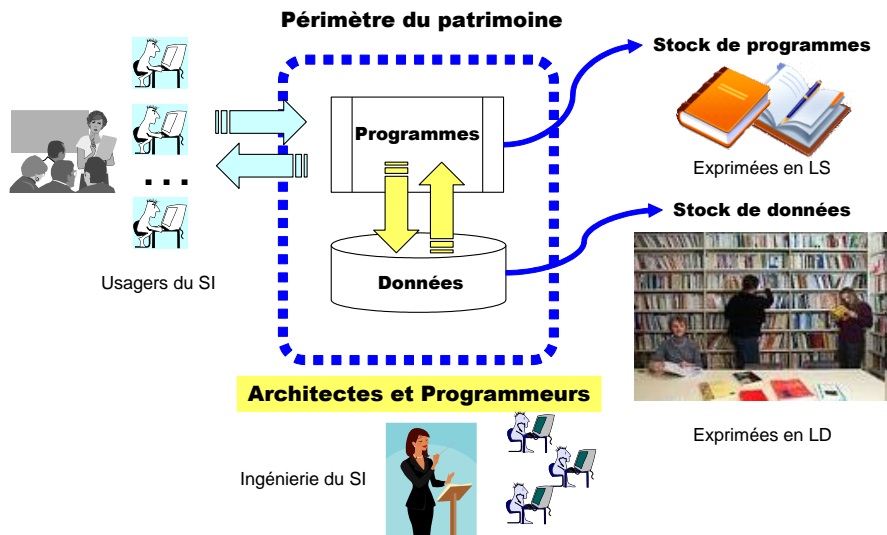 Périmètre du patrimoine
Stock de programmes
Programmes
Exprimées en LS
...
Stock de données
Usagers du SI
Données
Architectes et Programmeurs
Exprimées en LD
Ingénierie du SI